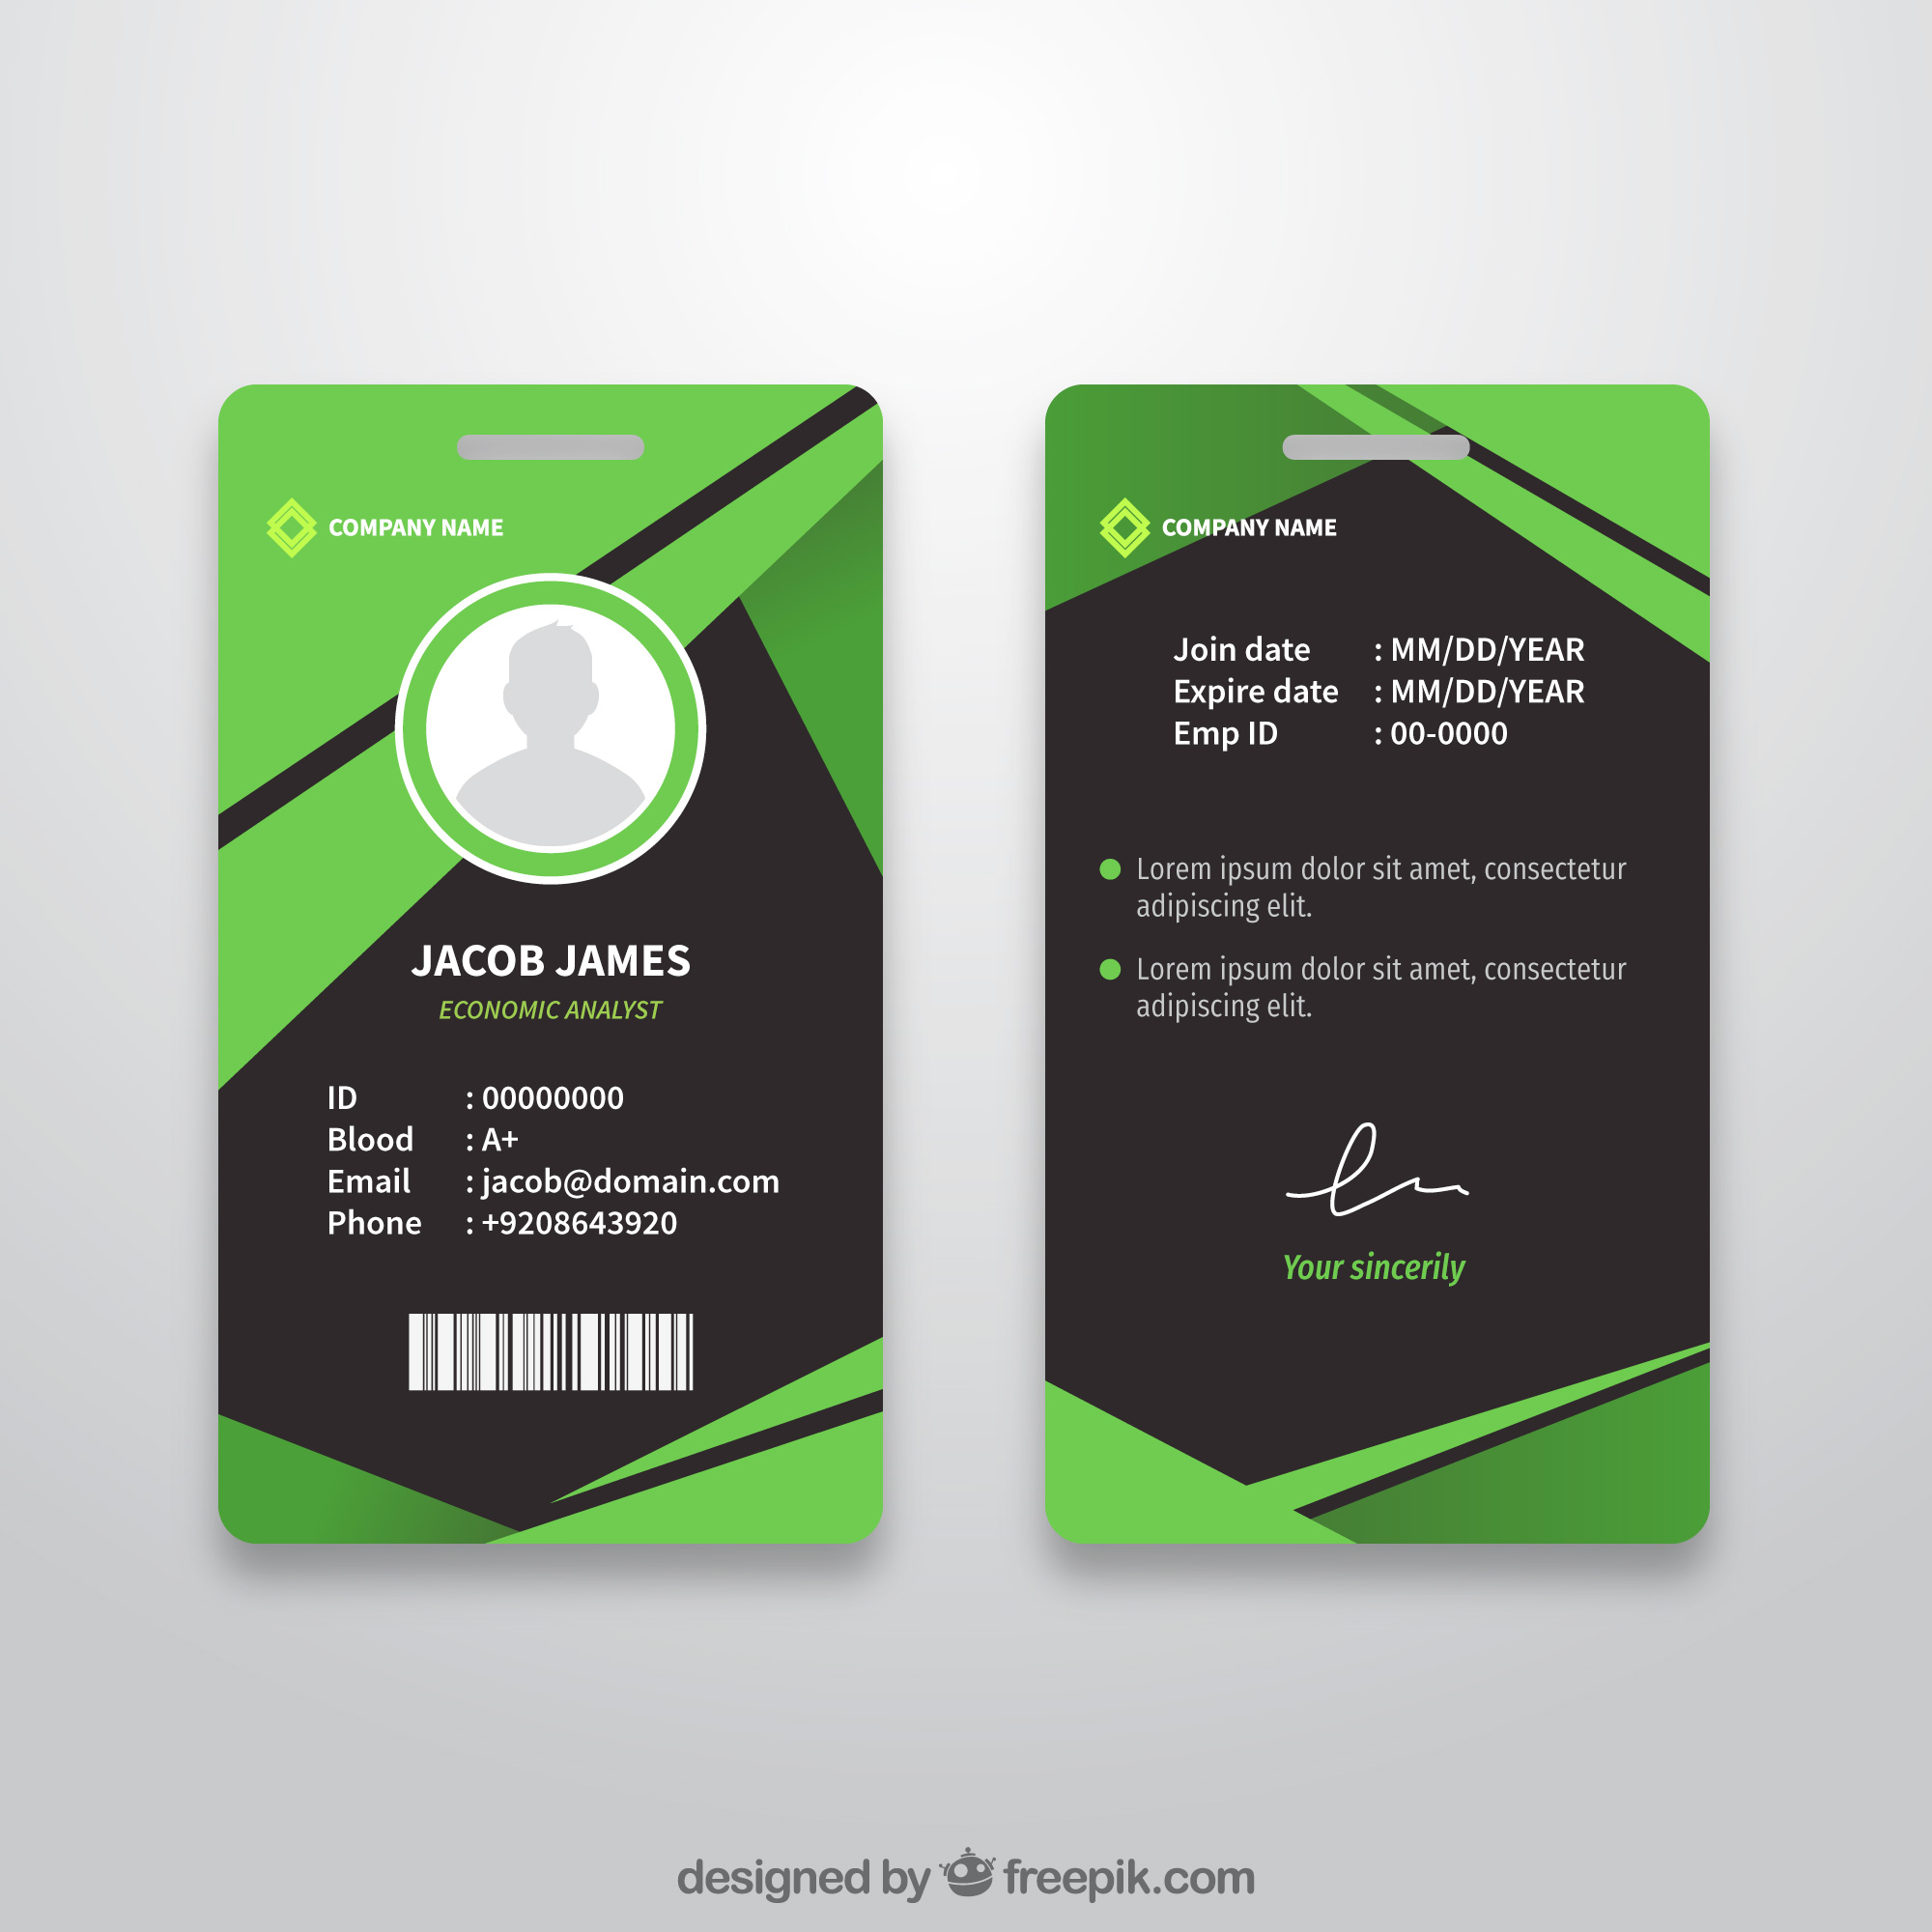 COMPANY NAME
JACOB JAMES
ECONOMIC ANALYST
ID : 00000000
Blood : A+
Email : jacob@domain.com
Phone : +9208643920
COMPANY NAME
Join date : MM/DD/YEAR
Expire date : MM/DD/YEAR
Emp ID : 00-0000
Lorem ipsum dolor sit amet, consectetur
adipiscing elit.
Lorem ipsum dolor sit amet, consectetur
adipiscing elit.
Your sincerily
designed by freepik.com